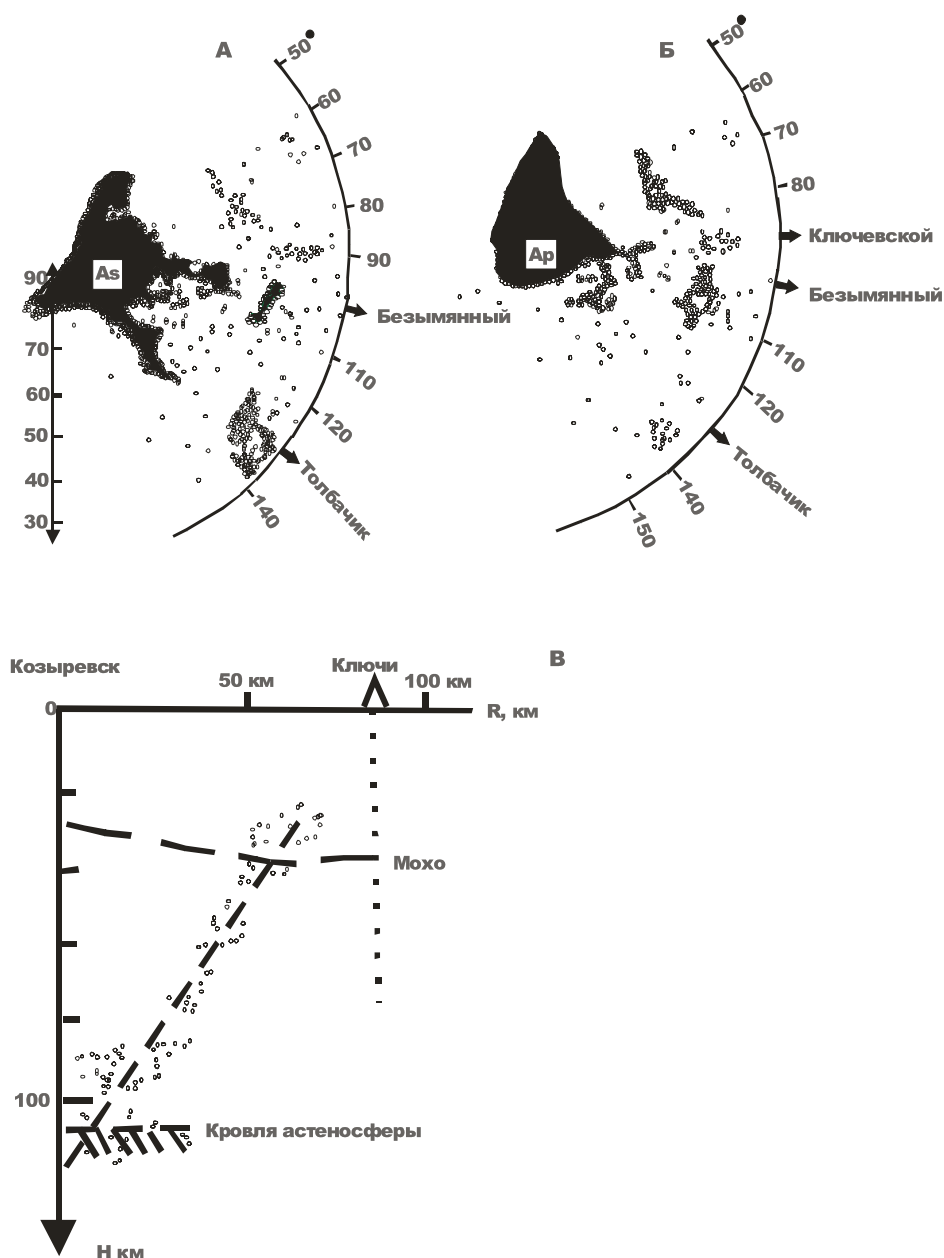 А
50
60
70
80
90
Безымянный
110
120
Толбачик
140
As
90
70
60
50
40
30
Б
50
60
70
80
Ключевской
Безымянный
110
120
Толбачик
140
150
Ap
В
Козыревск
Ключи
50 км
100 км
0
R, км
Мохо
100
Кровля астеносферы
Н км